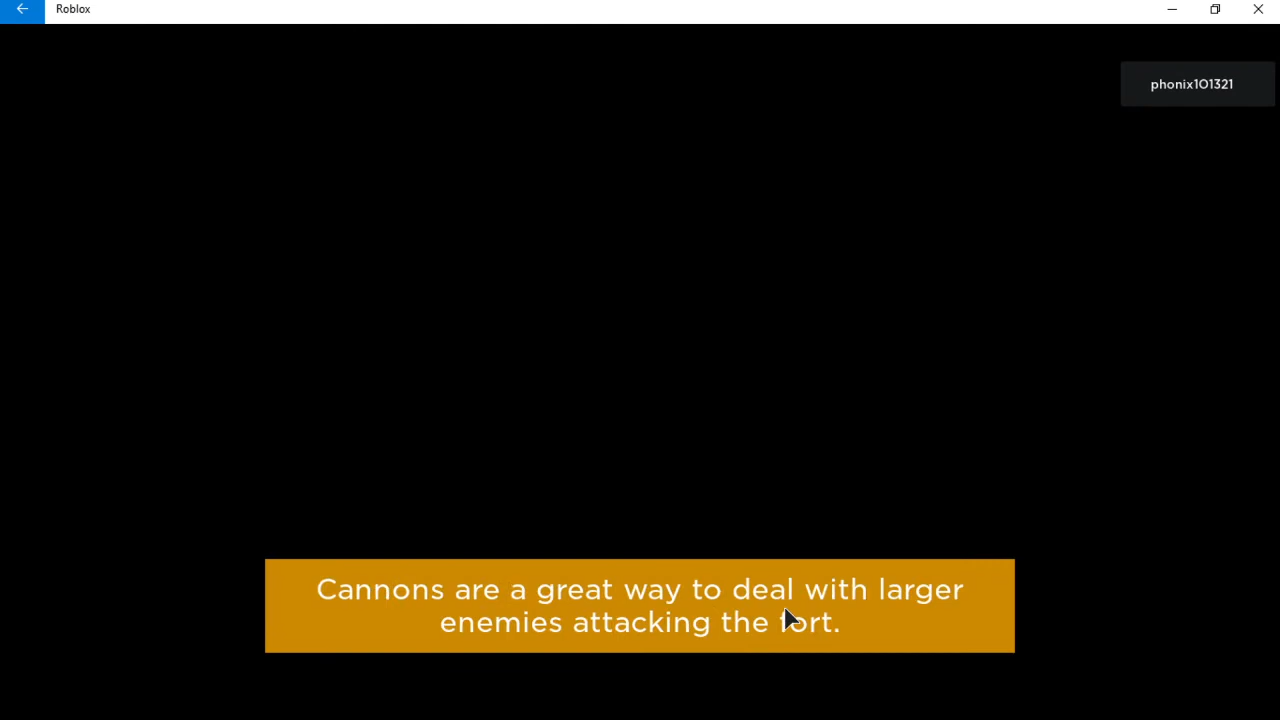 Roblox
phonix101321
Cannons are a great way to deal with larger
enemies attacking the fort.